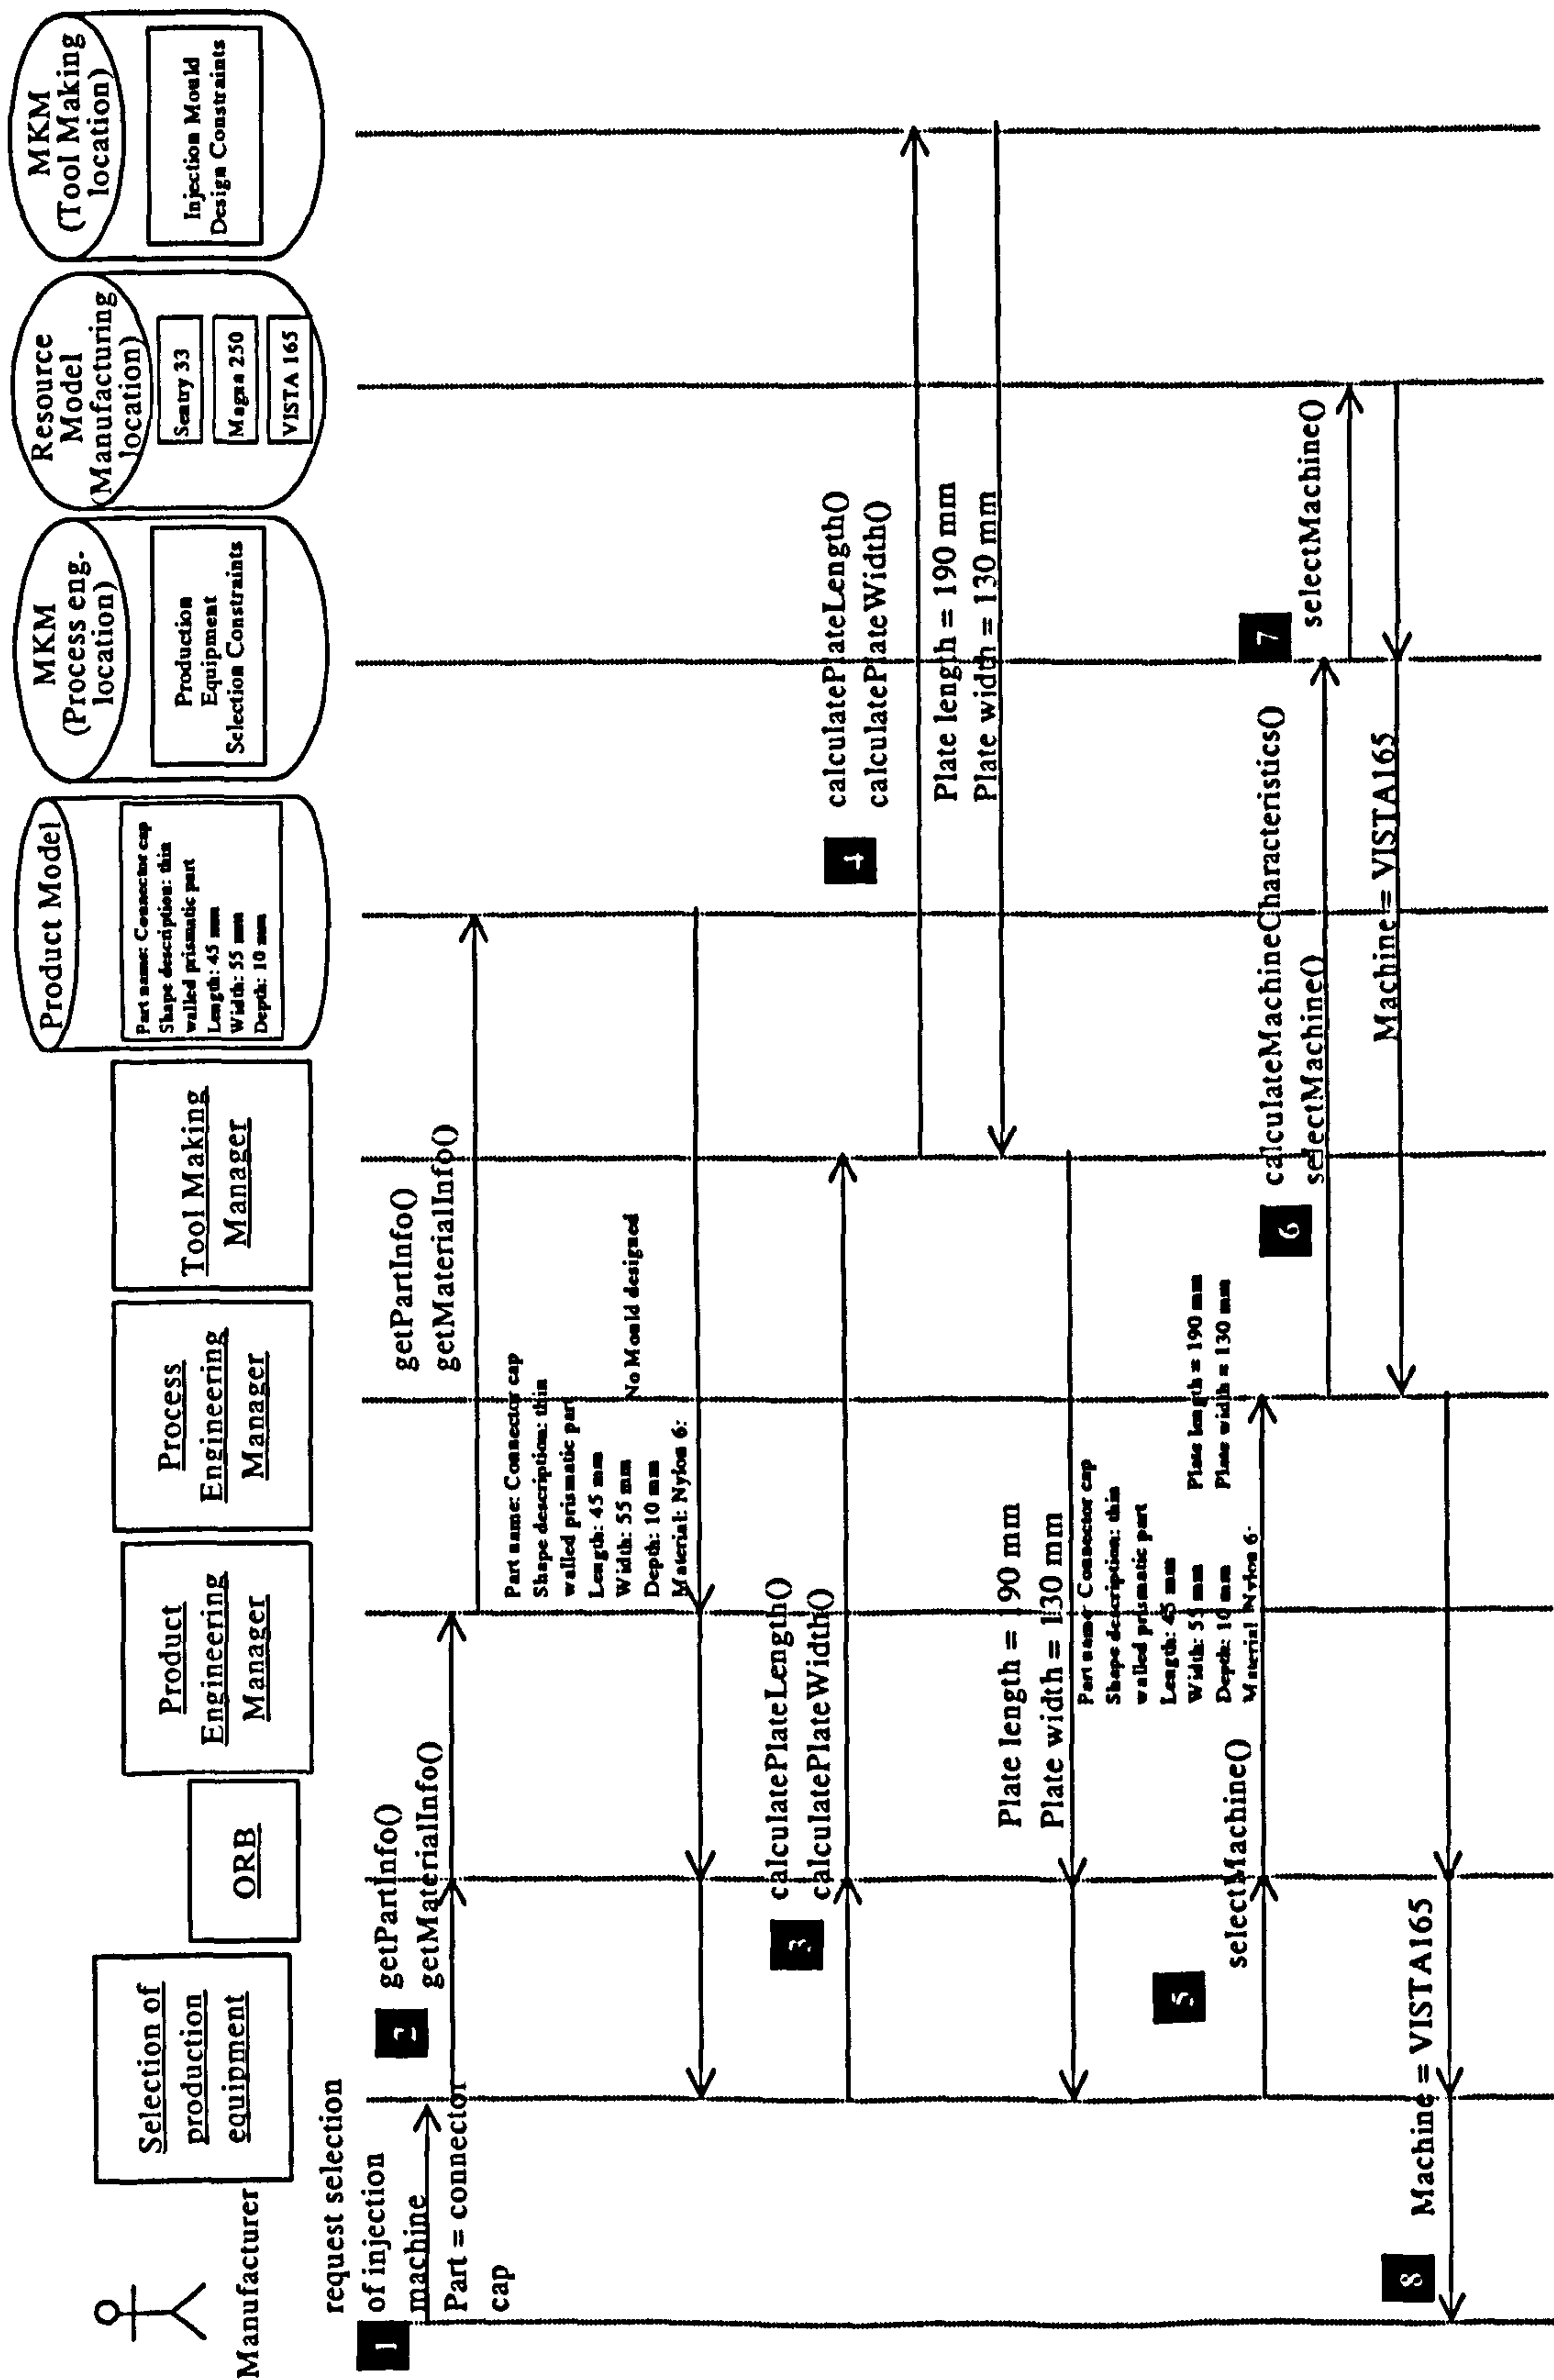 Manufacturer
Selection of
production
equipment
ORB
Product
Engineering
Manager
Process
Engineering
Manager
Tool Making
Manager
Product Model
Part name: Connector cap
Shape description: thin
walled prismatic part
Length: 45 mm
Width: 55 mm
Depth: 10 mm
MKM
(Process eng.
location)
Production
Equipment
Selection Constraints
Resource
Model
(Manufacturing
location)
Sentry 33
Magna 250
VISTA 165
MKM
(Tool Making
location)
Injection Mould
Design Constraints
1
request selection
of injection
machine
Part = connector
cap
2
getPartInfo()
getMaterialInfo()
getPartInfo()
getMaterialInfo()
Part name: Connector cap
Shape description: thin
walled prismatic part
Length: 45 mm
Width: 55 mm
Depth: 10 mm
Material: Nylon 6:
No Mould designed
3
calculatePlateLength()
calculatePlateWidth()
4
calculatePlateLength()
calculatePlateWidth()
Plate length = 190 mm
Plate width = 130 mm
Plate length = 190 mm
Plate width = 130 mm
5
selectMachine()
Part name: Connector cap
Shape description: thin
walled prismatic part
Length: 45 mm
Width: 55 mm
Depth: 10 mm
Material Nylon 6:
Plate length = 190 mm
Plate width = 130 mm
6
calculateMachineCharacteristics()
selectMachine()
7
selectMachine()
Machine = VISTA165
8
Machine = VISTA165